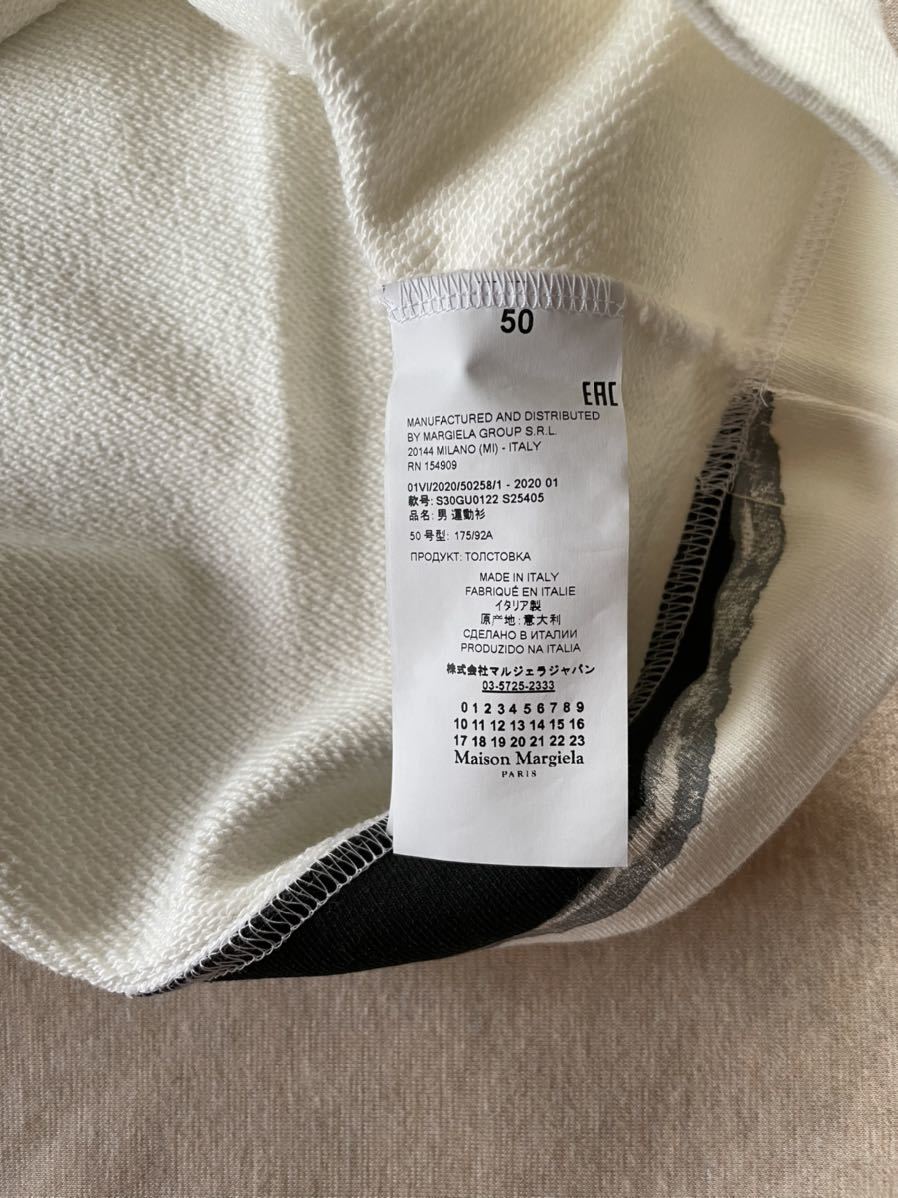 50
EAC
MANUFACTURED AND DISTRIBUTED
BY MARGIELA GROUP S.R.L.
20144 MILANO (MI) - ITALY
RN 154909
01VI/2020/50258/1 - 2020 01
款号: S30GU0122 S25405
品名: 男 運動衫
50 号型: 175/92A
ПРОДУКТ: ТОЛСТОВКА
MADE IN ITALY
FABRIQUÉ EN ITALIE
イタリア製
原产地: 意大利
СДЕЛАНО В ИТАЛИИ
PRODUZIDO NA ITALIA
株式会社マルジェラジャパン
03-5725-2333
0 1 2 3 4 5 6 7 8 9
10 11 12 13 14 15 16
17 18 19 20 21 22 23
Maison Margiela
PARIS